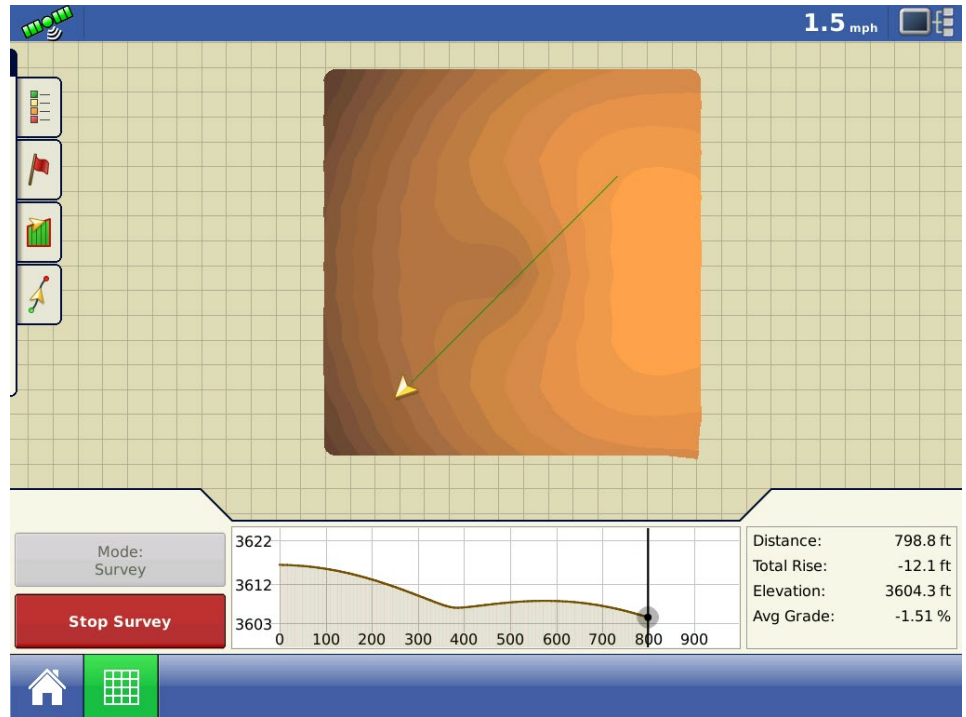 1.5 mph
Mode:
Survey
Stop Survey
3622
3612
3603
0 100 200 300 400 500 600 700 800 900
Distance: 798.8 ft
Total Rise: -12.1 ft
Elevation: 3604.3 ft
Avg Grade: -1.51 %